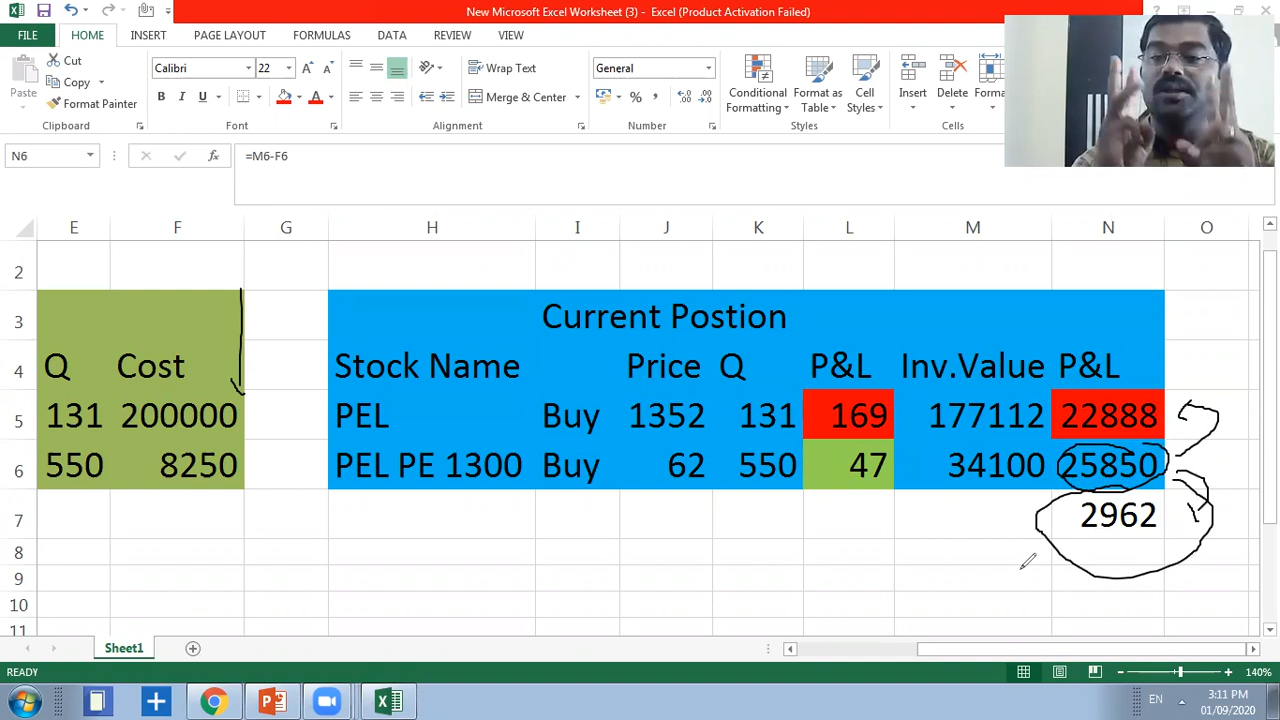 New Microsoft Excel Worksheet (3) - Excel (Product Activation Failed)
FILE HOME INSERT PAGE LAYOUT FORMULAS DATA REVIEW VIEW
Cut
Copy
Format Painter
Paste
Clipboard
Calibri 22
B I U A
Font
Wrap Text
Merge & Center
Alignment
General
%
Number
Conditional Formatting
Format as Table
Cell Styles
Styles
Insert Delete Forma
Cells
N6 fx =M6-F6
E F G H I J K L M N O
2
3 Current Postion
4 Q Cost Stock Name Price Q P&L Inv.Value P&L
5 131 200000 PEL Buy 1352 131 169 177112 22888
6 550 8250 PEL PE 1300 Buy 62 550 47 34100 25850
7 2962
8
9
10
11
Sheet1
READY 140%
EN 3:11 PM
01/09/2020